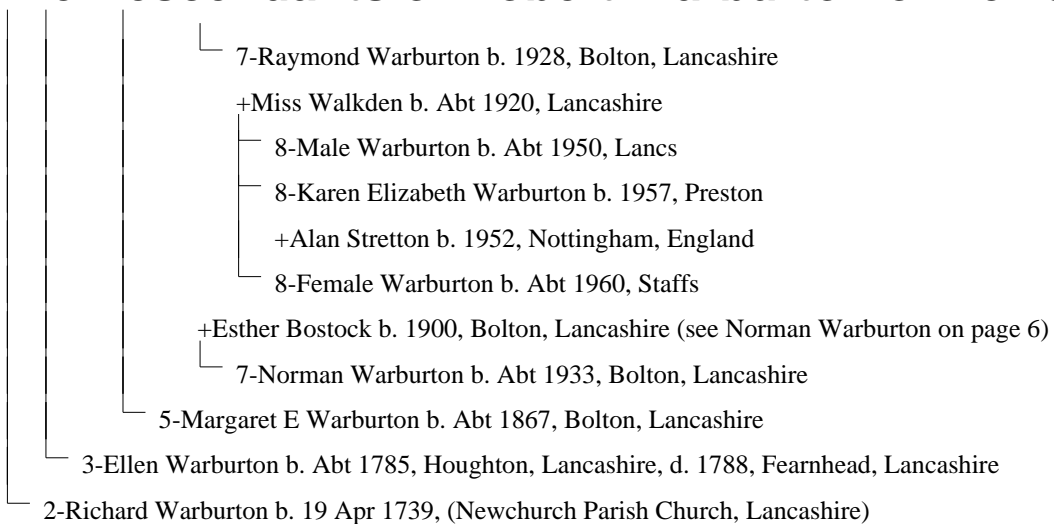 7-Raymond Warburton b. 1928, Bolton, Lancashire
+Miss Walkden b. Abt 1920, Lancashire
8-Male Warburton b. Abt 1950, Lancs
8-Karen Elizabeth Warburton b. 1957, Preston
+Alan Stretton b. 1952, Nottingham, England
8-Female Warburton b. Abt 1960, Staffs
+Esther Bostock b. 1900, Bolton, Lancashire (see Norman Warburton on page 6)
7-Norman Warburton b. Abt 1933, Bolton, Lancashire
5-Margaret E Warburton b. Abt 1867, Bolton, Lancashire
3-Ellen Warburton b. Abt 1785, Houghton, Lancashire, d. 1788, Fearnhead, Lancashire
2-Richard Warburton b. 19 Apr 1739, (Newchurch Parish Church, Lancashire)